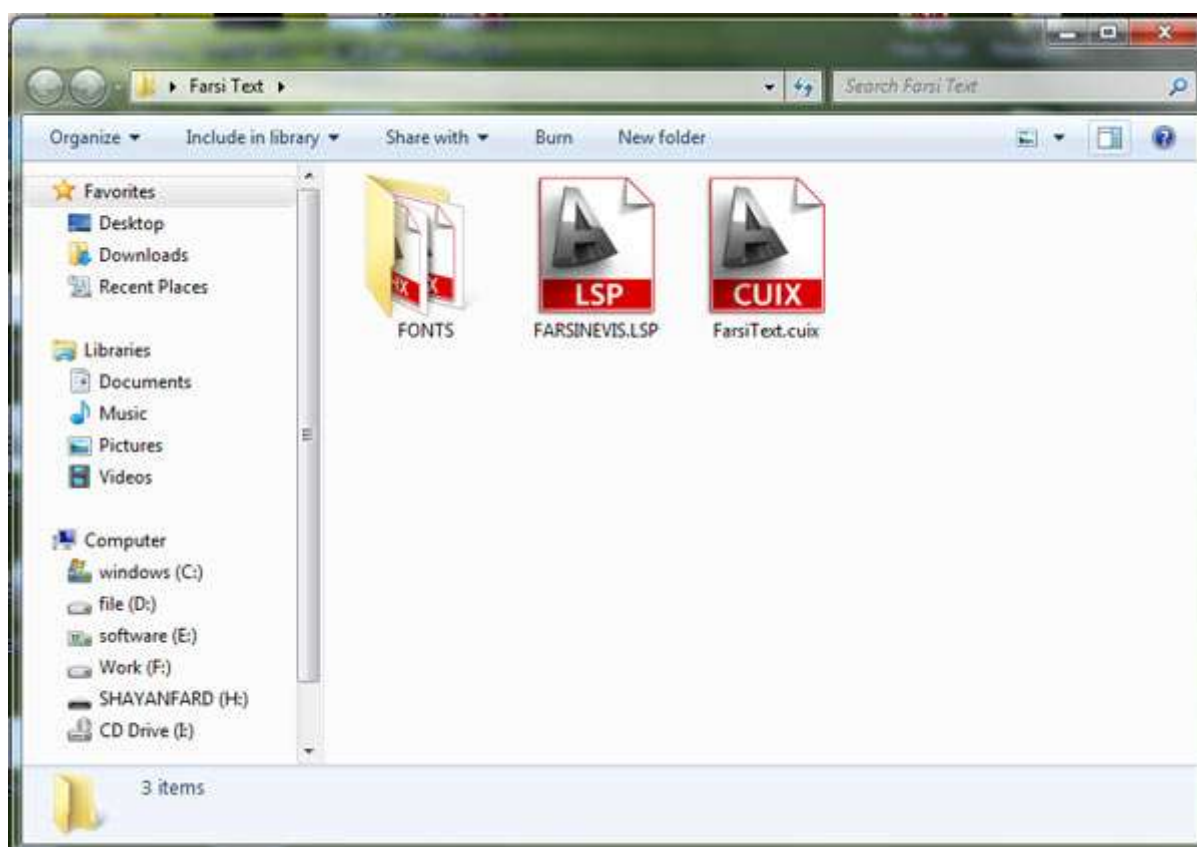 Farsi Text
Search Farsi Text
Organize
Include in library
Share with
Burn
New folder
Favorites
Desktop
Downloads
Recent Places
Libraries
Documents
Music
Pictures
Videos
Computer
windows (C:)
file (D:)
software (E:)
Work (F:)
SHAYANFARD (H:)
CD Drive (I:)
LSP
CUIX
FONTS
FARSINEVIS.LSP
FarsiText.cuix
3 items